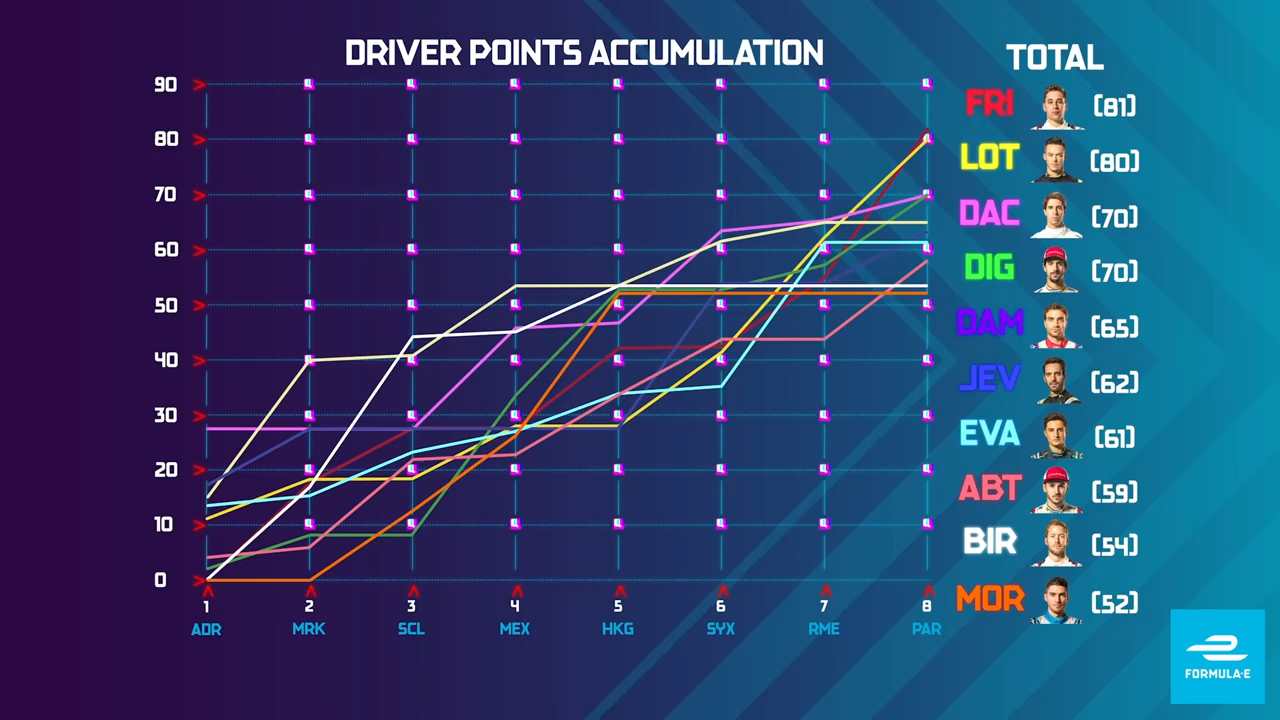 DRIVER POINTS ACCUMULATION
TOTAL
90
80
70
60
50
40
30
20
10
0
1 2 3 4 5 6 7 8
ADR MRK SCL MEX HKG SYX RME PAR
FRI (81)
LOT (80)
DAC (70)
DIG (70)
DAM (65)
JEV (62)
EVA (61)
ABT (59)
BIR (54)
MOR (52)
FORMULA-E